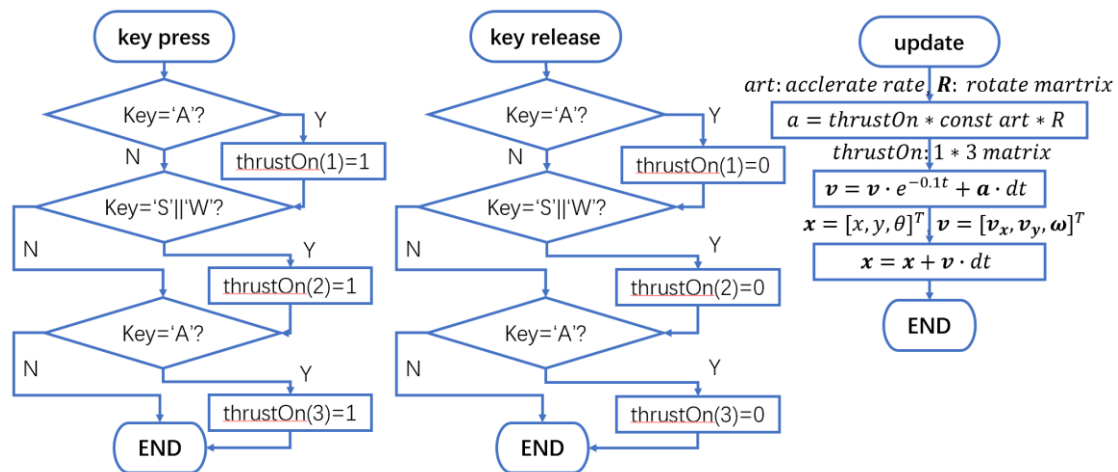 key press
Key='A'?
Y
N
thrustOn(1)=1
Key='S'||'W'?
N
Y
thrustOn(2)=1
Key='A'?
N
Y
thrustOn(3)=1
END
key release
Key='A'?
Y
N
thrustOn(1)=0
Key='S'||'W'?
N
Y
thrustOn(2)=0
Key='A'?
N
Y
thrustOn(3)=0
END
update
art: acclerate rate, R: rotate martrix
a = thrustOn * const art * R
thrustOn: 1 * 3 matrix
v = v · e^{-0.1t} + a · dt
x = [x, y, θ]^T, v = [v_x, v_y, ω]^T
x = x + v · dt
END